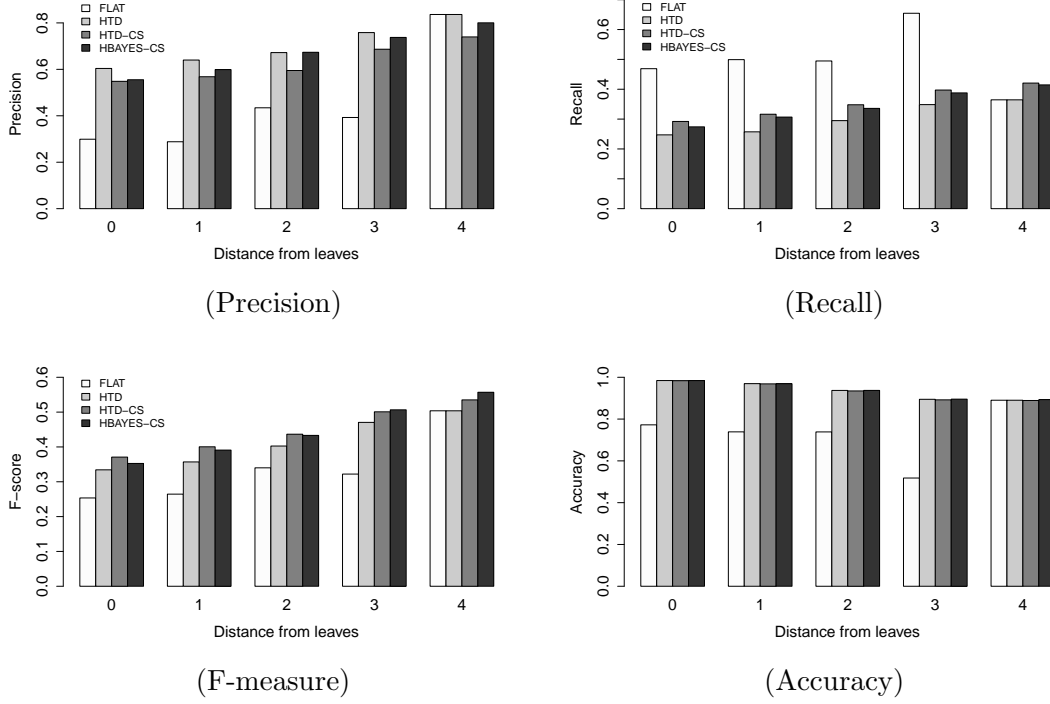 FLAT
HTD
HTD−CS
HBAYES−CS
0.8
0.6
0.4
0.2
0.0
Precision
0 1 2 3 4
Distance from leaves
(Precision)
FLAT
HTD
HTD−CS
HBAYES−CS
0.6
0.4
0.2
0.0
Recall
0 1 2 3 4
Distance from leaves
(Recall)
FLAT
HTD
HTD−CS
HBAYES−CS
0.6
0.5
0.4
0.3
0.2
0.1
0.0
F−score
0 1 2 3 4
Distance from leaves
(F-measure)
1.0
0.8
0.6
0.4
0.2
0.0
Accuracy
0 1 2 3 4
Distance from leaves
(Accuracy)